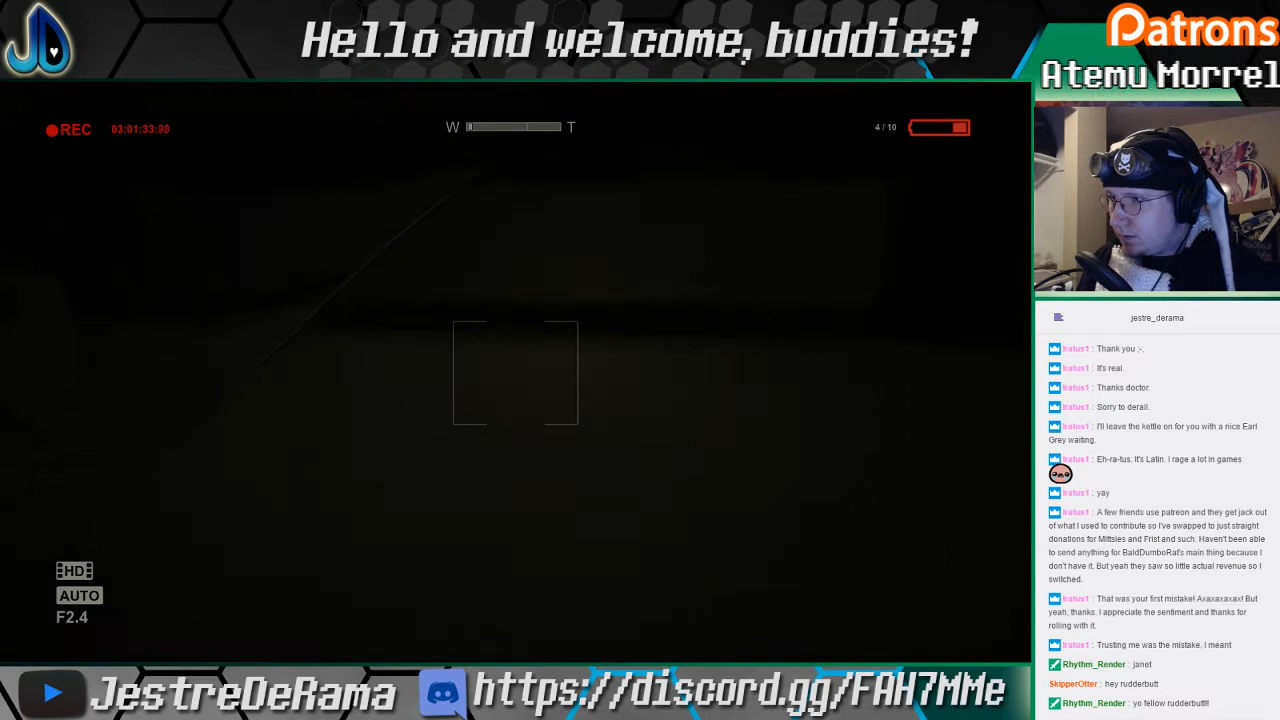 JD
Hello and welcome, buddies!
Patrons
Atemu Morrel
REC
03:01:33:86
W
T
4 / 10
jestre_derama
Iratus1 : Thank you ;-;
Iratus1 : It's real.
Iratus1 : Thanks doctor.
Iratus1 : Sorry to derail.
Iratus1 : I'll leave the kettle on for you with a nice Earl
Grey waiting.
Iratus1 : Eh-ra-tus. It's Latin. I rage a lot in games
Iratus1 : yay
Iratus1 : A few friends use patreon and they get jack out
of what I used to contribute so I've swapped to just straight
donations for Mittsies and Frist and such. Haven't been able
to send anything for BaldDumboRat's main thing because I
don't have it. But yeah they saw so little actual revenue so I
switched.
Iratus1 : That was your first mistake! Axaxaxaxax! But
yeah, thanks. I appreciate the sentiment and thanks for
rolling with it.
Iratus1 : Trusting me was the mistake, I meant
Rhythm_Render : janet
SkipperOtter : hey rudderbutt
Rhythm_Render : yo fellow rudderbutt!!
HD
AUTO
F2.4
JestreDeRama
https://discord.gg/FAH7MMe